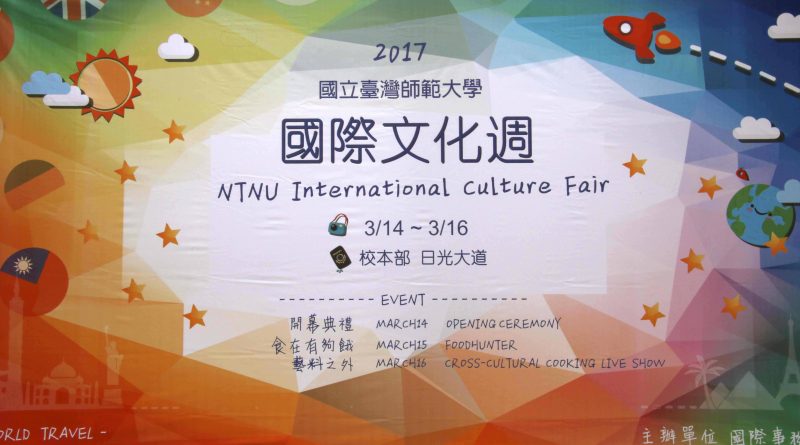 2017
國立臺灣師範大學
國際文化週
NTNU International Culture Fair
3/14 ~ 3/16
校本部 日光大道
---------- EVENT ----------
開幕典禮 MARCH14 OPENING CEREMONY
食在有夠餓 MARCH15 FOODHUNTER
藝料之外 MARCH16 CROSS-CULTURAL COOKING LIVE SHOW
TRAVEL -
主辦單位 國際事